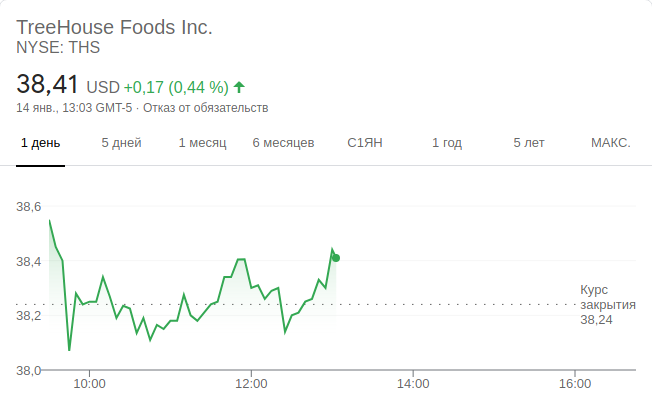 TreeHouse Foods Inc.
NYSE: THS
38,41 USD +0,17 (0,44 %)
14 янв., 13:03 GMT-5 · Отказ от обязательств
1 день 5 дней 1 месяц 6 месяцев С1ЯН 1 год 5 лет МАКС.
38,6
38,4
38,2
38,0
Курс
закрытия
38,24
10:00 12:00 14:00 16:00